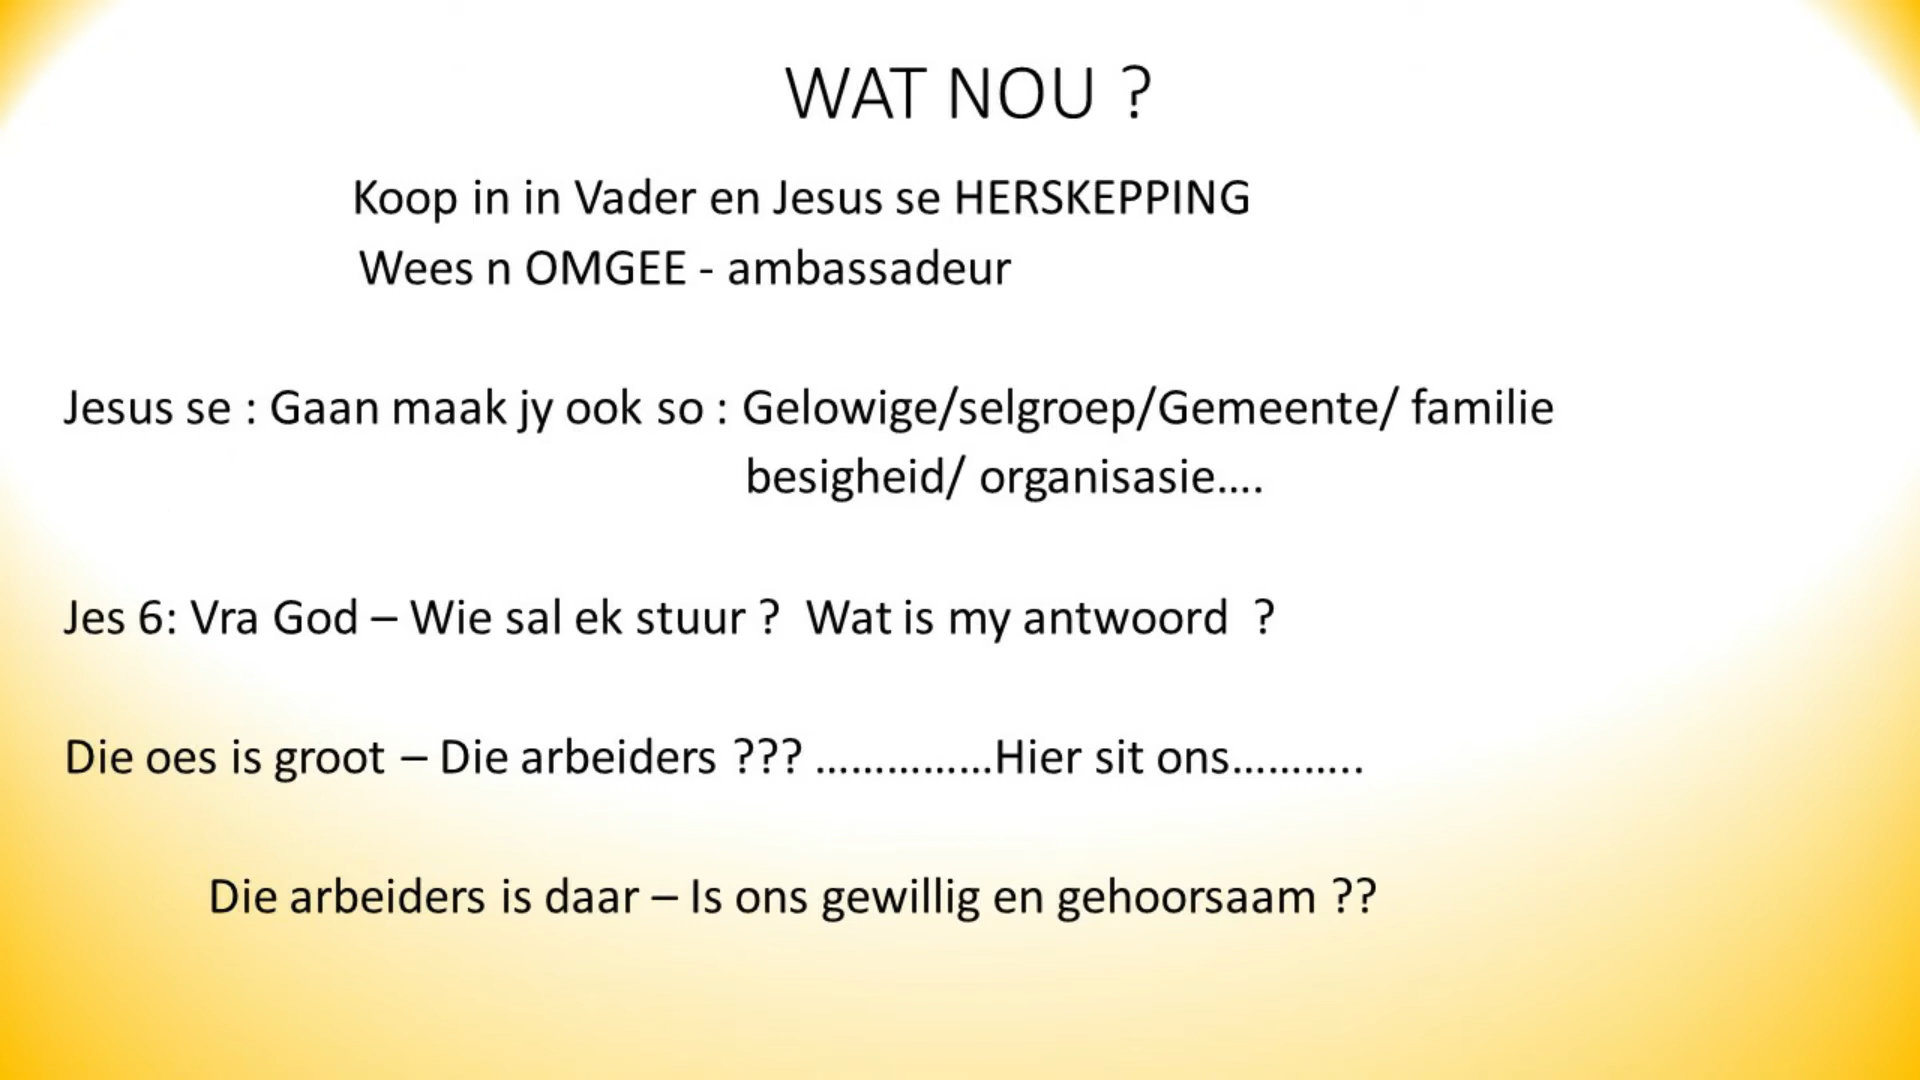 WAT NOU ?
Koop in in Vader en Jesus se HERSKEPPING
Wees n OMGEE - ambassadeur
Jesus se : Gaan maak jy ook so : Gelowige/selgroep/Gemeente/ familie
besigheid/ organisasie....
Jes 6: Vra God – Wie sal ek stuur ?  Wat is my antwoord  ?
Die oes is groot – Die arbeiders ??? ...............Hier sit ons...........
Die arbeiders is daar – Is ons gewillig en gehoorsaam ??